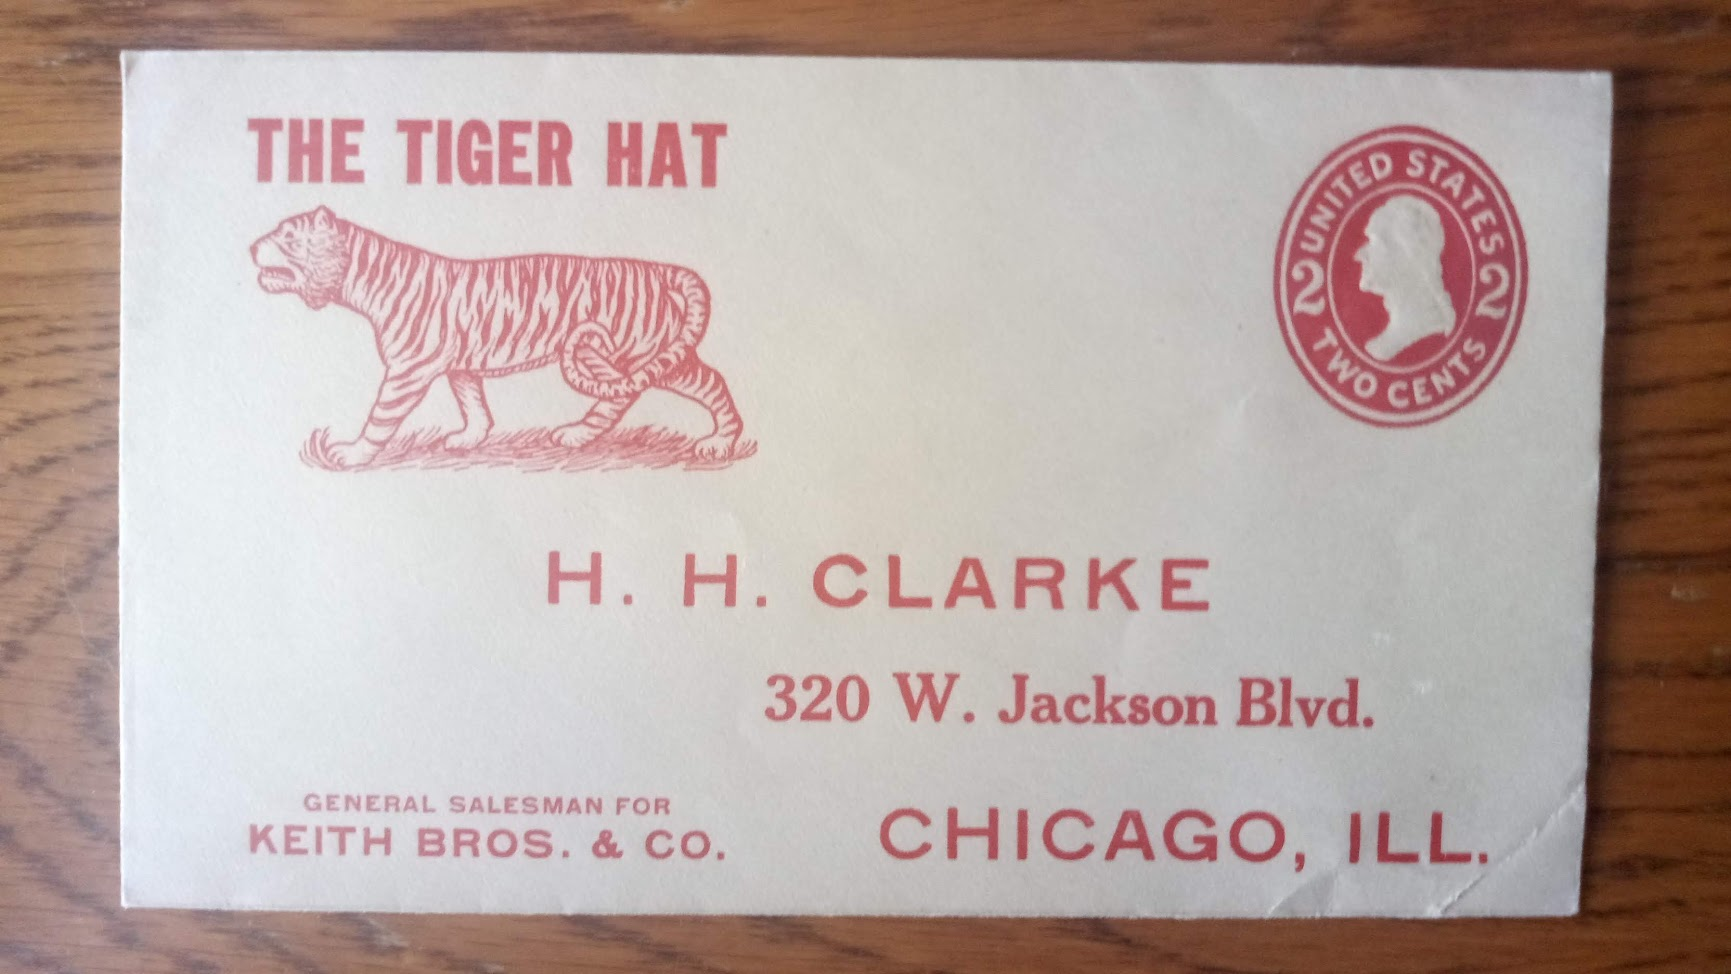 THE TIGER HAT
UNITED STATES
2 2
TWO CENTS
H. H. CLARKE
320 W. Jackson Blvd.
GENERAL SALESMAN FOR
KEITH BROS. & CO.
CHICAGO, ILL.